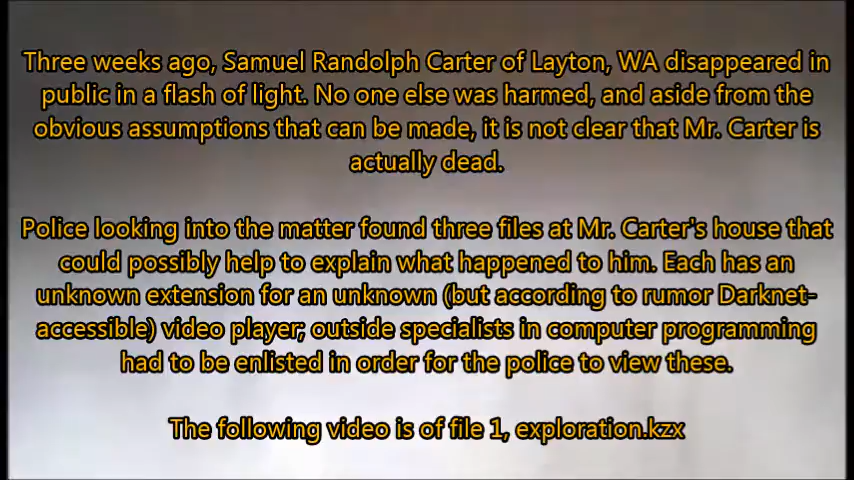 Three weeks ago, Samuel Randolph Carter of Layton, WA disappeared in
public in a flash of light. No one else was harmed, and aside from the
obvious assumptions that can be made, it is not clear that Mr. Carter is
actually dead.
Police looking into the matter found three files at Mr. Carter's house that
could possibly help to explain what happened to him. Each has an
unknown extension for an unknown (but according to rumor Darknet-
accessible) video player; outside specialists in computer programming
had to be enlisted in order for the police to view these.
The following video is of file 1, exploration.kzx